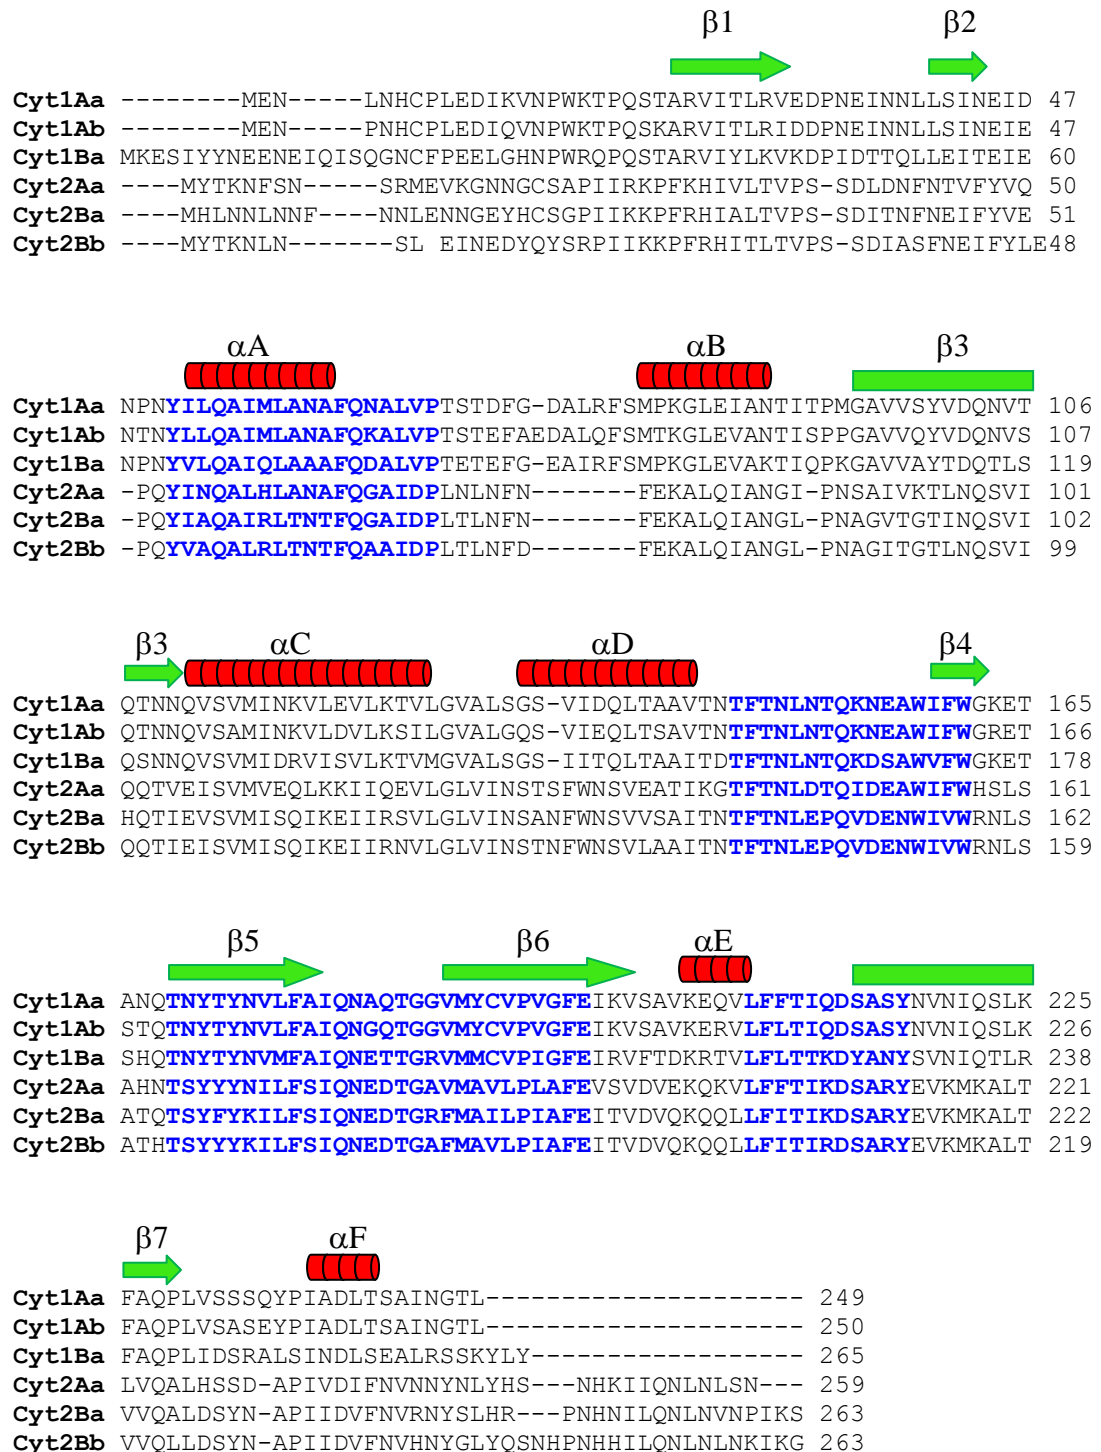 β1 β2
Cyt1Aa --------MEN-----LNHCPLEDIKVNPWKTPQSTARVITLRVEDPNEINNLLSINEID 47
Cyt1Ab --------MEN-----PNHCPLEDIQVNPWKTPQSKARVITLRIDDPNEINNLLSINEIE 47
Cyt1Ba MKESIYYNEENEIQISQGNCFPEELGHNPWRQPQSTARVIYLKVKDPIDTTQLLEITEIE 60
Cyt2Aa ----MYTKNFSN-----SRMEVKGNNGCSAPIIRKPFKHIVLTVPS-SDLDNFNTVFYVQ 50
Cyt2Ba ----MHLNNLNNF----NNLENNGEYHCSGPIIKKPFRHIALTVPS-SDITNFNEIFYVE 51
Cyt2Bb ----MYTKNLN-------SL EINEDYQYSRPIIKKPFRHITLTVPS-SDIASFNEIFYLE48
αA αB β3
Cyt1Aa NPNYILQAIMLANAFQNALVPTSTDFG-DALRFSMPKGLEIANTITPMGAVVSYVDQNVT 106
Cyt1Ab NTNYLLQAIMLANAFQKALVPTSTEFAEDALQFSMTKGLEVANTISPPGAVVQYVDQNVS 107
Cyt1Ba NPNYVLQAIQLAAAFQDALVPTETEFG-EAIRFSMPKGLEVAKTIQPKGAVVAYTDQTLS 119
Cyt2Aa -PQYINQALHLANAFQGAIDPLNLNFN-------FEKALQIANGI-PNSAIVKTLNQSVI 101
Cyt2Ba -PQYIAQAIRLTNTFQGAIDPLTLNFN-------FEKALQIANGL-PNAGVTGTINQSVI 102
Cyt2Bb -PQYVAQALRLTNTFQAAIDPLTLNFD-------FEKALQIANGL-PNAGITGTLNQSVI 99
β3 αC αD β4
Cyt1Aa QTNNQVSVMINKVLEVLKTVLGVALSGS-VIDQLTAAVTNTFTNLNTQKNEAWIFWGKET 165
Cyt1Ab QTNNQVSAMINKVLDVLKSILGVALGQS-VIEQLTSAVTNTFTNLNTQKNEAWIFWGRET 166
Cyt1Ba QSNNQVSVMIDRVISVLKTVMGVALSGS-IITQLTAAITDTFTNLNTQKDSAWVFWGKET 178
Cyt2Aa QQTVEISVMVEQLKKIIQEVLGLVINSTSFWNSVEATIKGTFTNLDTQIDEAWIFWHSLS 161
Cyt2Ba HQTIEVSVMISQIKEIIRSVLGLVINSANFWNSVVSAITNTFTNLEPQVDENWIVWRNLS 162
Cyt2Bb QQTIEISVMISQIKEIIRNVLGLVINSTNFWNSVLAAITNTFTNLEPQVDENWIVWRNLS 159
β5 β6 αE
Cyt1Aa ANQTNYTYNVLFAIQNAQTGGVMYCVPVGFEIKVSAVKEQVLFFTIQDSASYNVNIQSLK 225
Cyt1Ab STQTNYTYNVLFAIQNGQTGGVMYCVPVGFEIKVSAVKERVLFLTIQDSASYNVNIQSLK 226
Cyt1Ba SHQTNYTYNVMFAIQNETTGRVMMCVPIGFEIRVFTDKRTVLFLTTKDYANYSVNIQTLR 238
Cyt2Aa AHNTSYYYNILFSIQNEDTGAVMAVLPLAFEVSVDVEKQKVLFFTIKDSARYEVKMKALT 221
Cyt2Ba ATQTSYFYKILFSIQNEDTGRFMAILPIAFEITVDVQKQQLLFITIKDSARYEVKMKALT 222
Cyt2Bb ATHTSYYYKILFSIQNEDTGAFMAVLPIAFEITVDVQKQQLLFITIRDSARYEVKMKALT 219
β7 αF
Cyt1Aa FAQPLVSSSQYPIADLTSAINGTL--------------------- 249
Cyt1Ab FAQPLVSASEYPIADLTSAINGTL--------------------- 250
Cyt1Ba FAQPLIDSRALSINDLSEALRSSKYLY------------------ 265
Cyt2Aa LVQALHSSD-APIVDIFNVNNYNLYHS---NHKIIQNLNLSN--- 259
Cyt2Ba VVQALDSYN-APIIDVFNVRNYSLHR---PNHNILQNLNVNPIKS 263
Cyt2Bb VVQLLDSYN-APIIDVFNVHNYGLYQSNHPNHHILQNLNLNKIKG 263